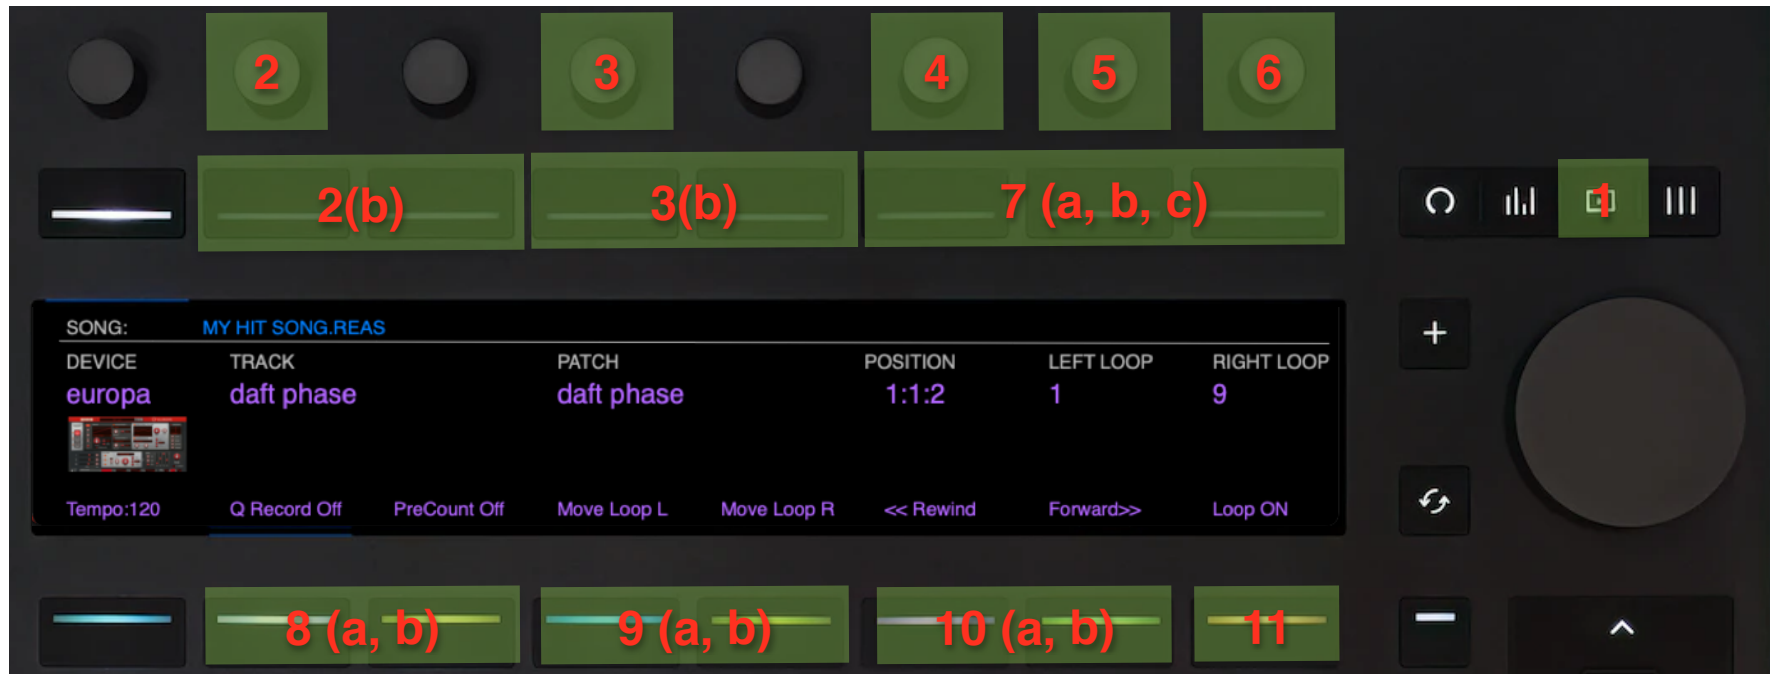 2
3
4
5
6
2(b)
3(b)
7 (a, b, c)
1
SONG: MY HIT SONG.REAS
DEVICE TRACK PATCH POSITION LEFT LOOP RIGHT LOOP
europa daft phase daft phase 1:1:2 1 9
Tempo:120 Q Record Off PreCount Off Move Loop L Move Loop R << Rewind Forward>> Loop ON
8 (a, b)
9 (a, b)
10 (a, b)
11